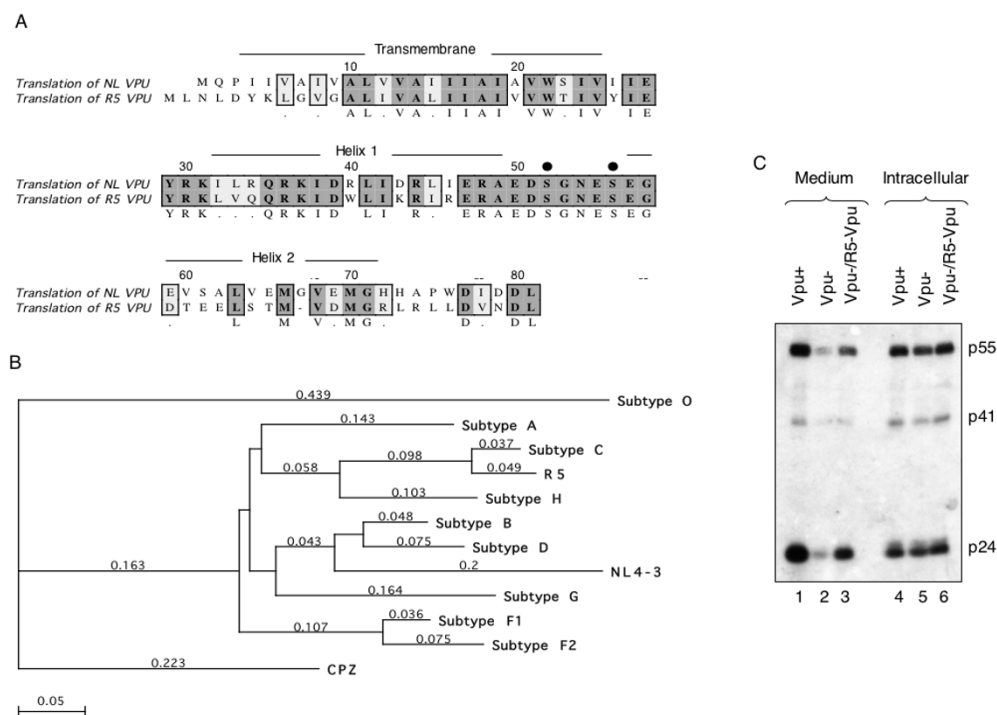 A
Transmembrane
10 20
Translation of NL VPU M Q P I I V A I V A L V V A I I I A I A V W S I V I I E
Translation of R5 VPU M L N L D Y K L G V G A L I V A L I I A I V V W T I V Y I E
. . A L . V A . I I A I V W . I V I E
Helix 1
30 40 50
Translation of NL VPU Y R K I L R Q R K I D R L I D R L I E R A E D S G N E S E G
Translation of R5 VPU Y R K L V Q Q R K I D W L I K R I R E R A E D S G N E S E G
Y R K . . . Q R K I D L I R . E R A E D S G N E S E G
Helix 2
60 -- 70 -- 80 --
Translation of NL VPU E V S A L V E M G V E M G H H A P W D I D D L
Translation of R5 VPU D T E E L S T M - V D M G R L R L L D V N D L
. L M V . M G . D . D L
B
0.439
Subtype O
0.143
Subtype A
0.037
Subtype C
0.098
0.058
0.049
R5
0.103
Subtype H
0.048
Subtype B
0.043
0.075
Subtype D
0.163
0.2
NL4-3
0.164
Subtype G
0.036
Subtype F1
0.107
0.075
Subtype F2
0.223
CPZ
0.05
C
Medium Intracellular
Vpu+ Vpu- Vpu-/R5-Vpu Vpu+ Vpu- Vpu-/R5-Vpu
p55
p41
p24
1 2 3 4 5 6